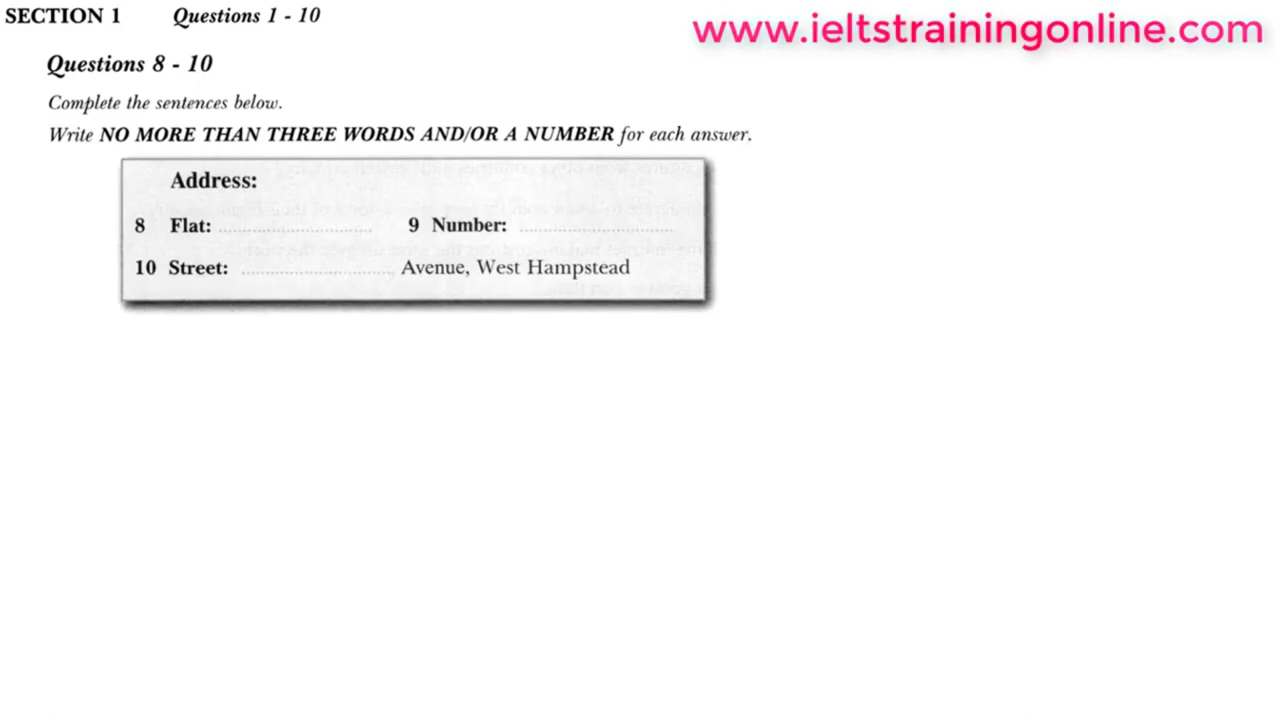 SECTION 1 Questions 1 - 10
www.ieltstrainingonline.com
Questions 8 - 10
Complete the sentences below.
Write NO MORE THAN THREE WORDS AND/OR A NUMBER for each answer.
Address:
8 Flat: .............................. 9 Number: ..............................
10 Street: .............................. Avenue, West Hampstead